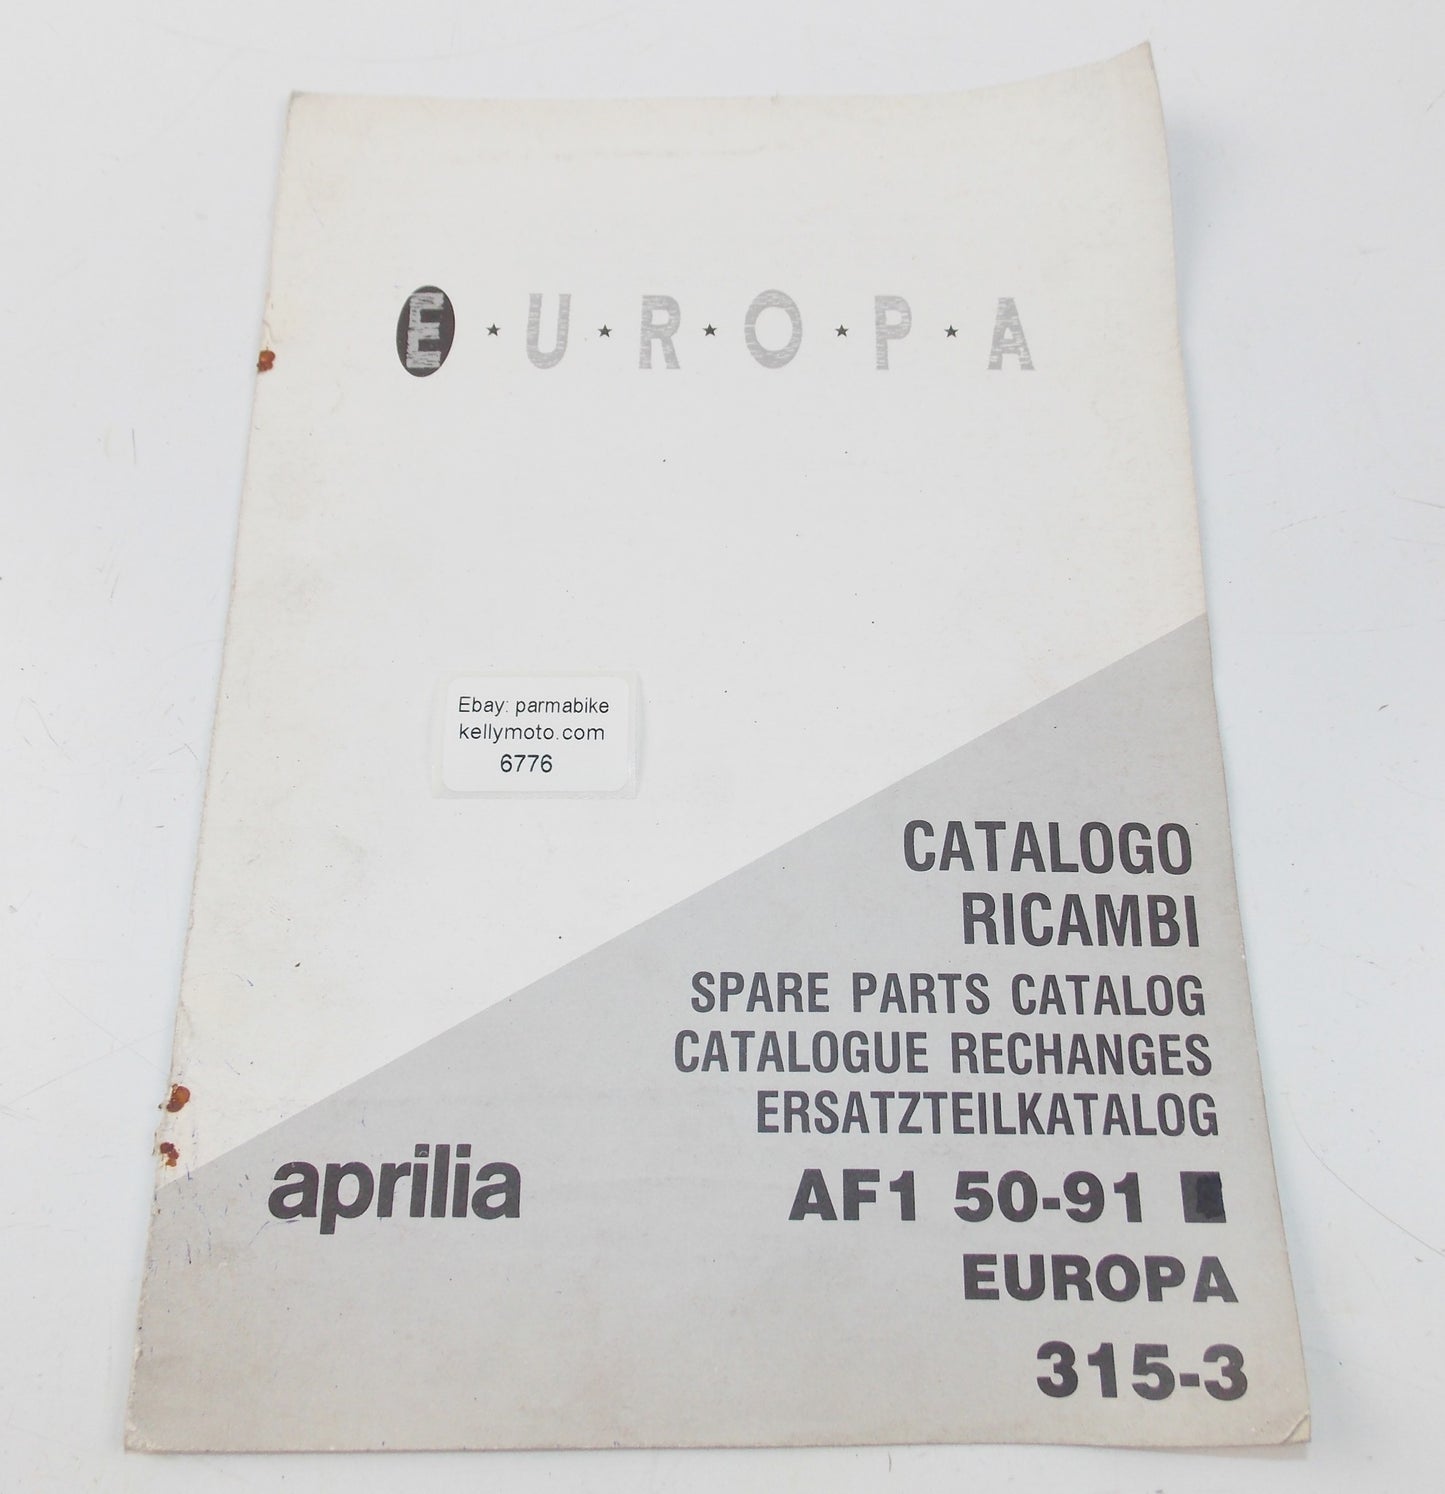 E★U★R★O★P★A
Ebay: parmabike
kellymoto.com
6776
CATALOGO
RICAMBI
SPARE PARTS CATALOG
CATALOGUE RECHANGES
ERSATZTEILKATALOG
aprilia
AF1 50-91 ■
EUROPA
315-3